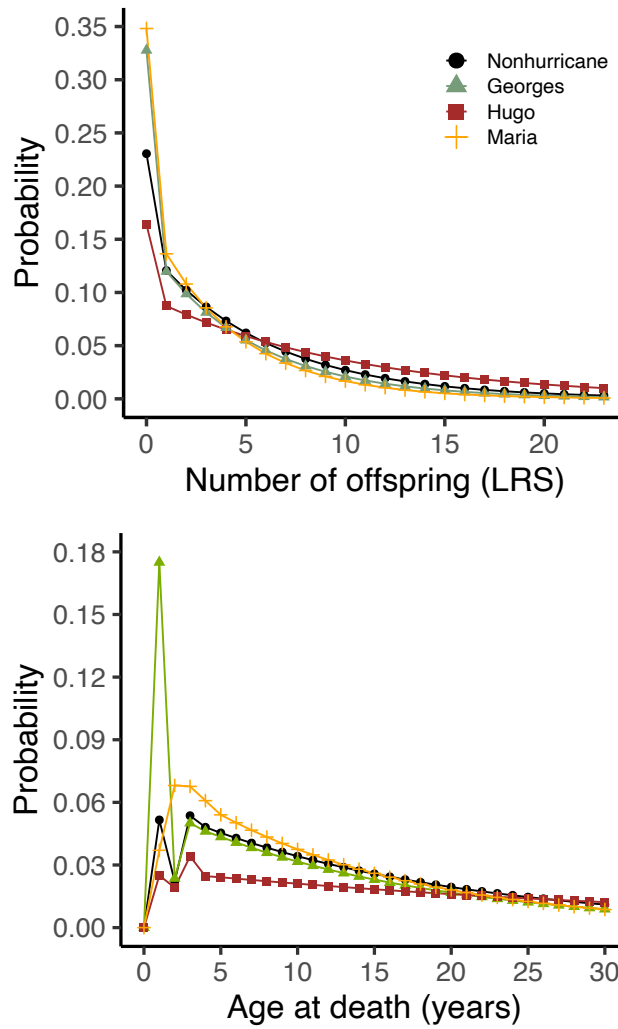 0.35
0.30
0.25
0.20
0.15
0.10
0.05
0.00
Probability
Nonhurricane
Georges
Hugo
Maria
0 5 10 15 20
Number of offspring (LRS)
0.18
0.15
0.12
0.09
0.06
0.03
0.00
Probability
0 5 10 15 20 25 30
Age at death (years)